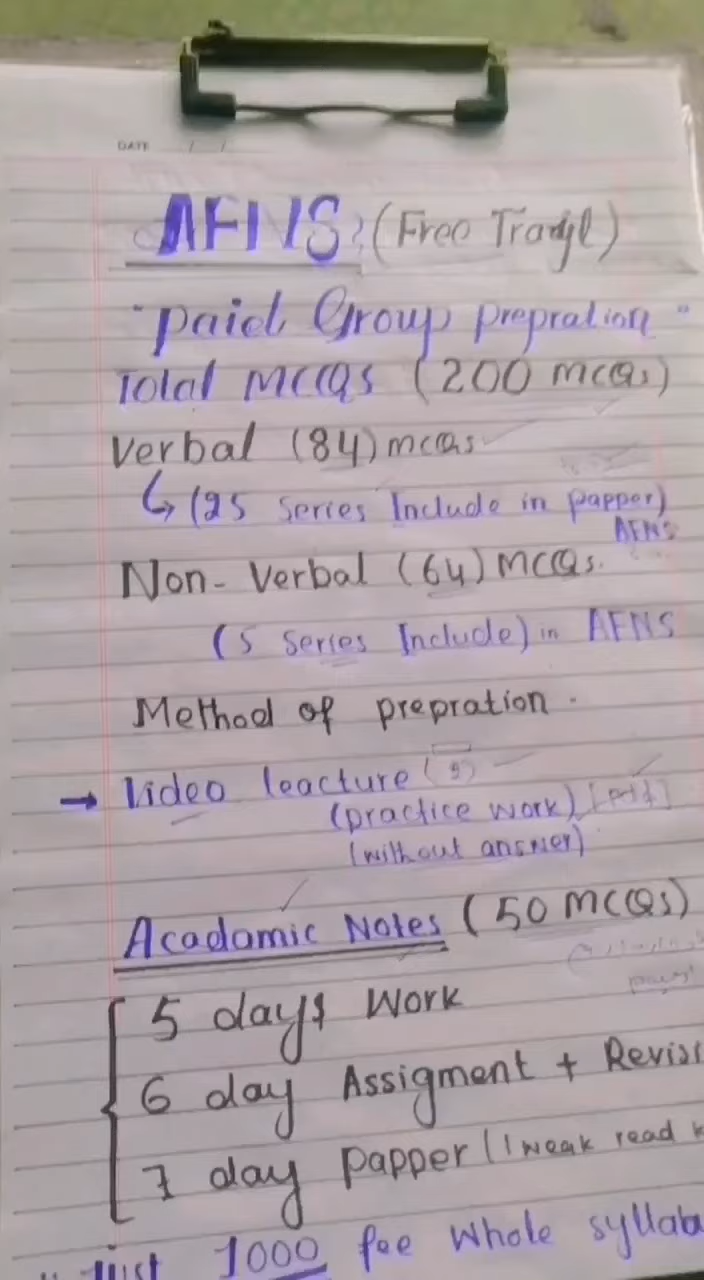 DATE / /
AFNS: (Free Trayl)
"paid Group prepration"
Total MCQS (200 mcqs)
Verbal (84) mcqs
↳ (25 series Include in papper)
AFNS
Non-Verbal (64) MCQs.
(5 series Include) in AFNS
Method of prepration.
→ Video leacture (9)
(practice work) [pdf]
(without answer)
Acadamic Notes (50 MCQS)
5 days Work
6 day Assigment + Revis
7 day papper (1 weak read k
Just 1000 fee whole syllab